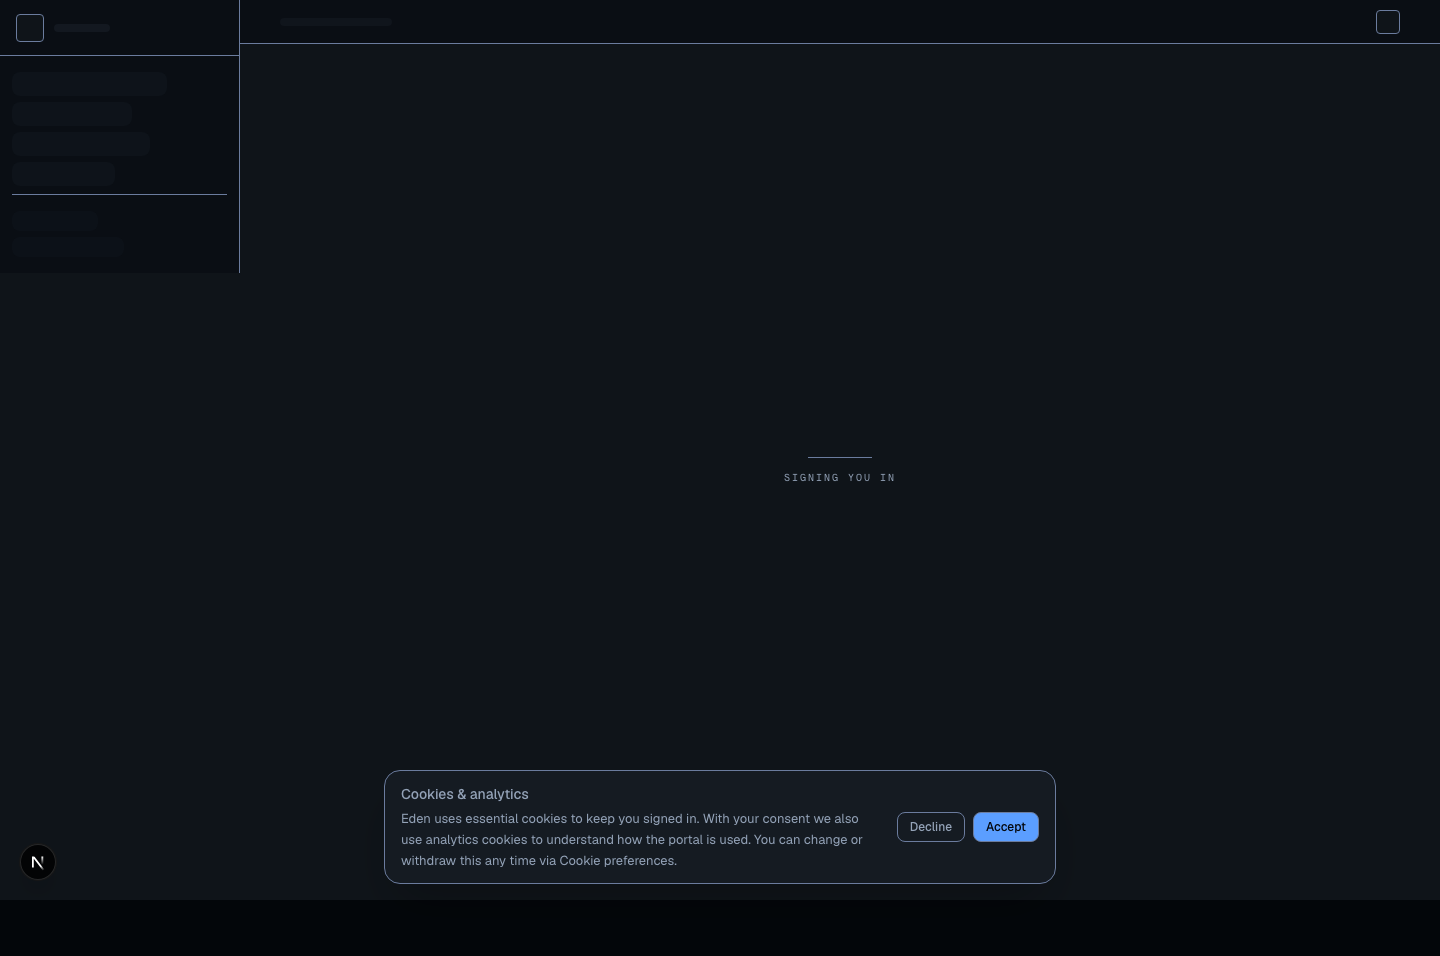 SIGNING YOU IN
Cookies & analytics
Eden uses essential cookies to keep you signed in. With your consent we also
use analytics cookies to understand how the portal is used. You can change or
withdraw this any time via Cookie preferences.
Decline
Accept